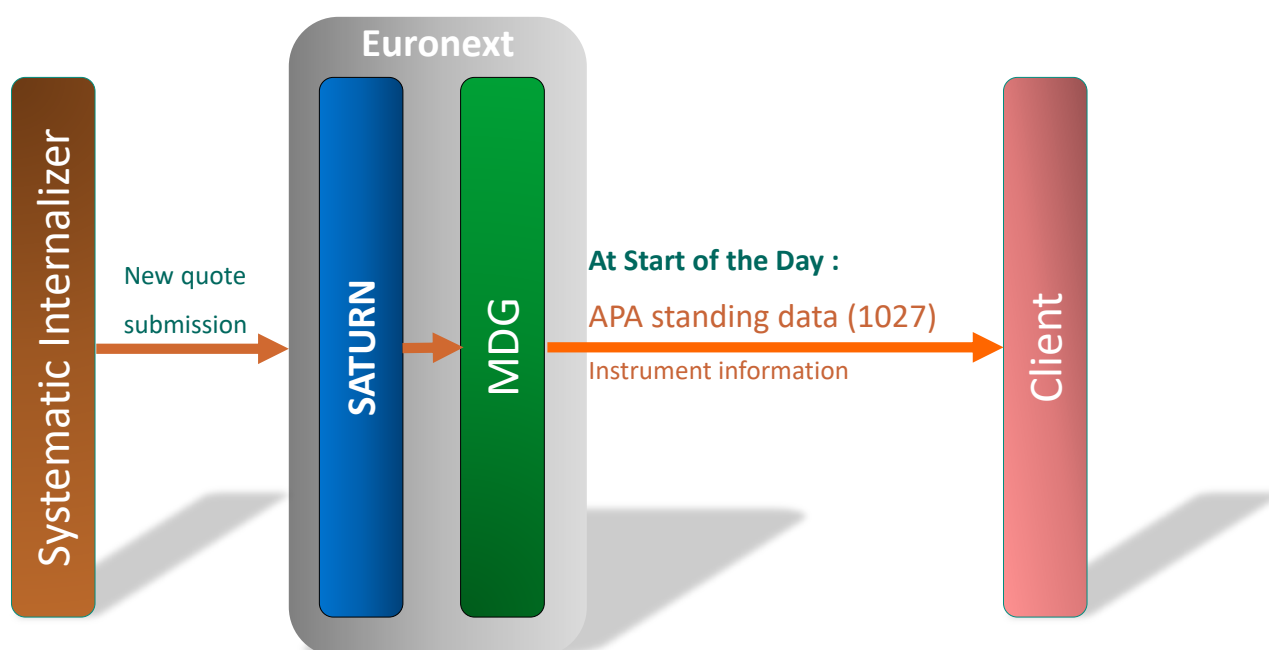 Euronext
Systematic Internalizer
New quote
submission
SATURN
MDG
At Start of the Day :
APA standing data (1027)
Instrument information
Client